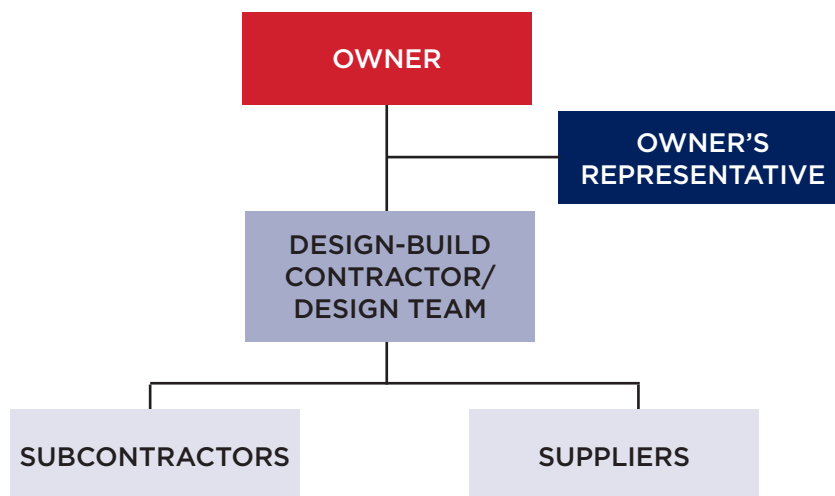 OWNER
OWNER’S
REPRESENTATIVE
DESIGN-BUILD
CONTRACTOR/
DESIGN TEAM
SUBCONTRACTORS
SUPPLIERS